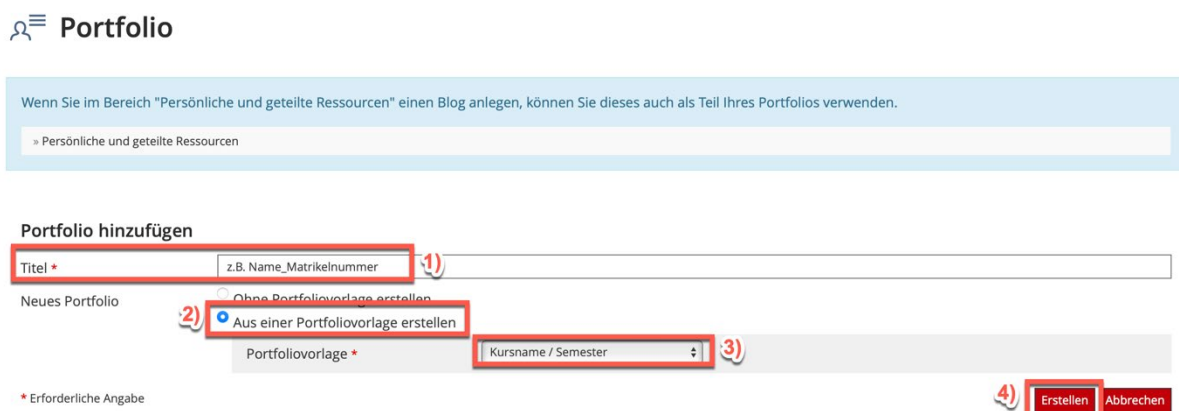 Portfolio
Wenn Sie im Bereich "Persönliche und geteilte Ressourcen" einen Blog anlegen, können Sie dieses auch als Teil Ihres Portfolios verwenden.
» Persönliche und geteilte Ressourcen
Portfolio hinzufügen
Titel * z.B. Name_Matrikelnummer 1)
Neues Portfolio Ohne Portfoliovorlage erstellen
2) Aus einer Portfoliovorlage erstellen
Portfoliovorlage * Kursname / Semester 3)
* Erforderliche Angabe 4) Erstellen Abbrechen